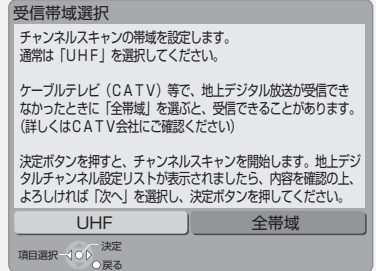 受信帯域選択
チャンネルスキャンの帯域を設定します。
通常は「UHF」を選択してください。
ケーブルテレビ(CATV)等で、地上デジタル放送が受信でき
なかったときに「全帯域」を選ぶと、受信できることがあります。
(詳しくはCATV会社にご確認ください)
決定ボタンを押すと、チャンネルスキャンを開始します。地上デジ
タルチャンネル設定リストが表示されましたら、内容を確認の上、
よろしければ「次へ」を選択し、決定ボタンを押してください。
UHF 全帯域
決定
項目選択
戻る